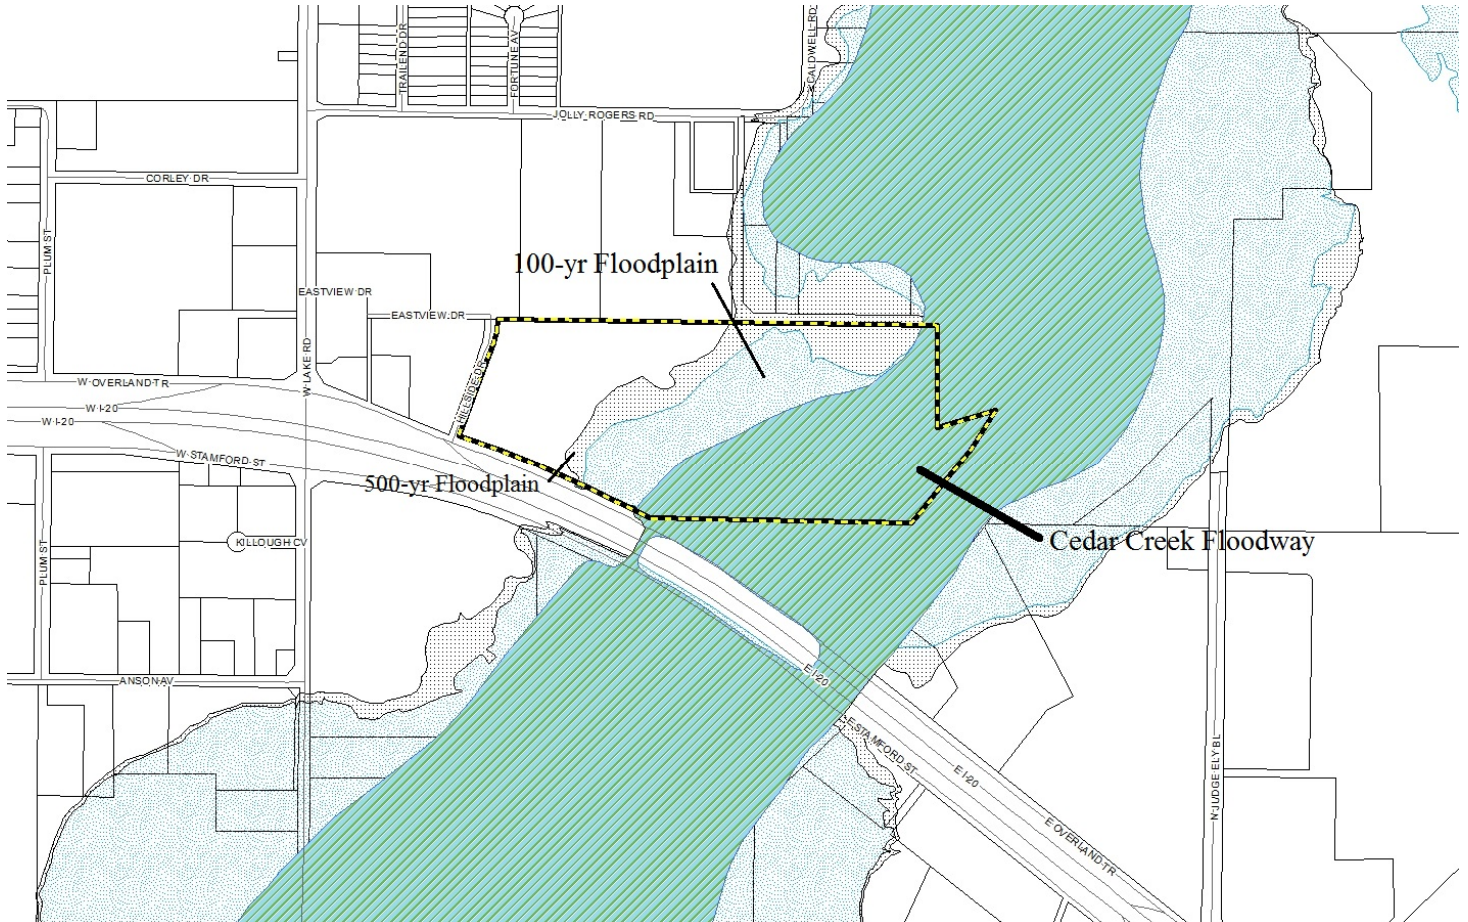 TRAILEND DR
FORTUNE AV
CALDWELL RD
JOLLY ROGERS RD
CORLEY DR
PLUM ST
100-yr Floodplain
EASTVIEW DR
EASTVIEW DR
W LAKE RD
HILLSIDE DR
W OVERLAND TR
W I-20
W I-20
W STAMFORD ST
500-yr Floodplain
Cedar Creek Floodway
KILLOUGH CV
PLUM ST
ANSON AV
E I-20
E STAMFORD ST
E I-20
N JUDGE ELY BL
E OVERLAND TR